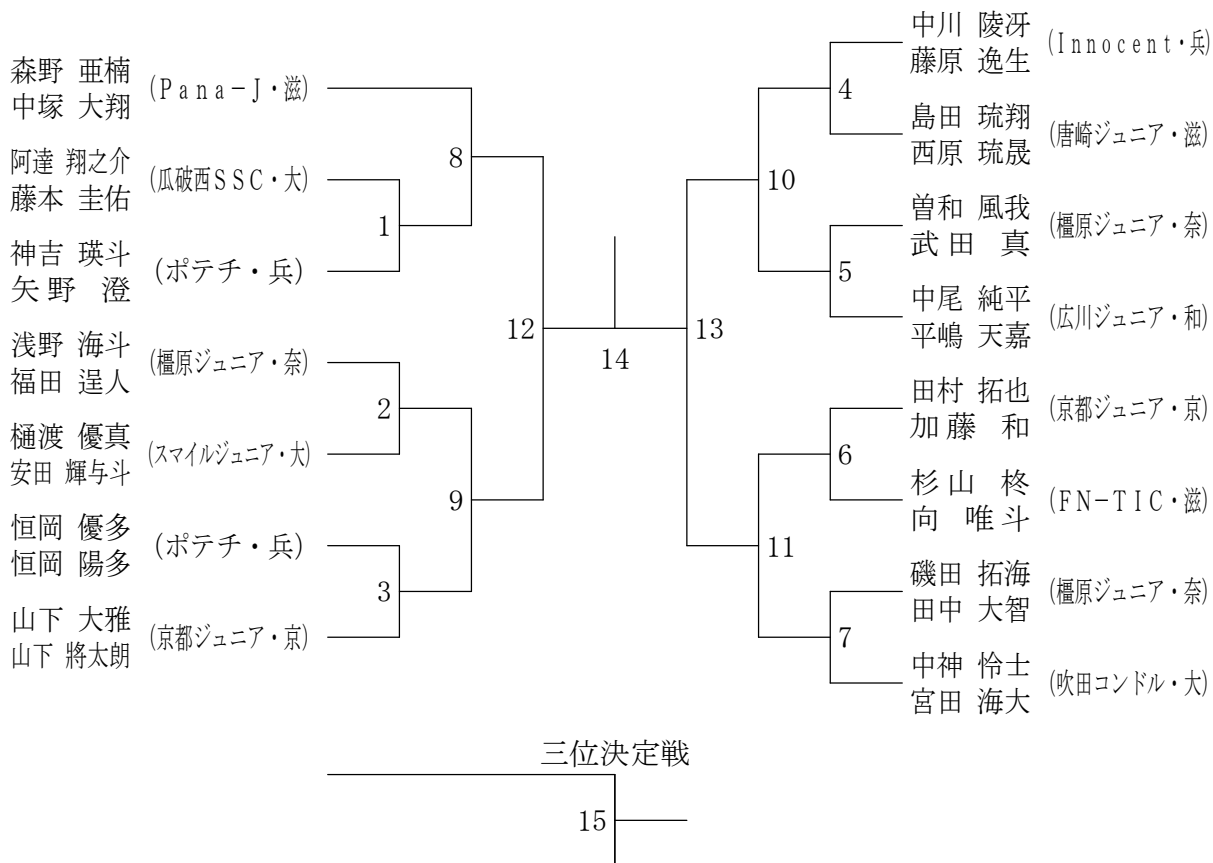 森野 亜楠
中塚 大翔
(Pana-J・滋)
8
阿達 翔之介
藤本 圭佑
(瓜破西SSC・大)
1
神吉 瑛斗
矢野 澄
(ポテチ・兵)
12
浅野 海斗
福田 逞人
(橿原ジュニア・奈)
2
樋渡 優真
安田 輝与斗
(スマイルジュニア・大)
9
恒岡 優多
恒岡 陽多
(ポテチ・兵)
3
山下 大雅
山下 將太朗
(京都ジュニア・京)
14
中川 陵冴
藤原 逸生
(Innocent・兵)
4
島田 琉翔
西原 琉晟
(唐崎ジュニア・滋)
10
曽和 風我
武田 真
(橿原ジュニア・奈)
5
中尾 純平
平嶋 天嘉
(広川ジュニア・和)
13
田村 拓也
加藤 和
(京都ジュニア・京)
6
杉山 柊
向 唯斗
(FN-TIC・滋)
11
磯田 拓海
田中 大智
(橿原ジュニア・奈)
7
中神 怜士
宮田 海大
(吹田コンドル・大)
三位決定戦
15